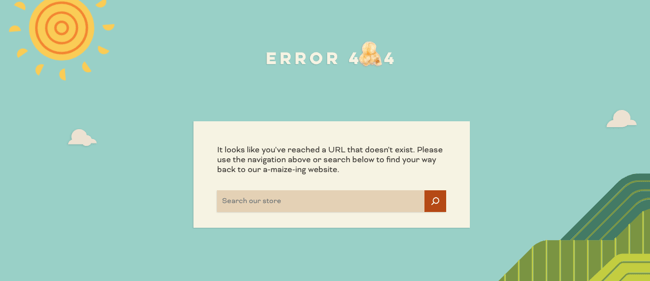 ERROR 4 4
It looks like you've reached a URL that doesn't exist. Please
use the navigation above or search below to find your way
back to our a-maize-ing website.
Search our store